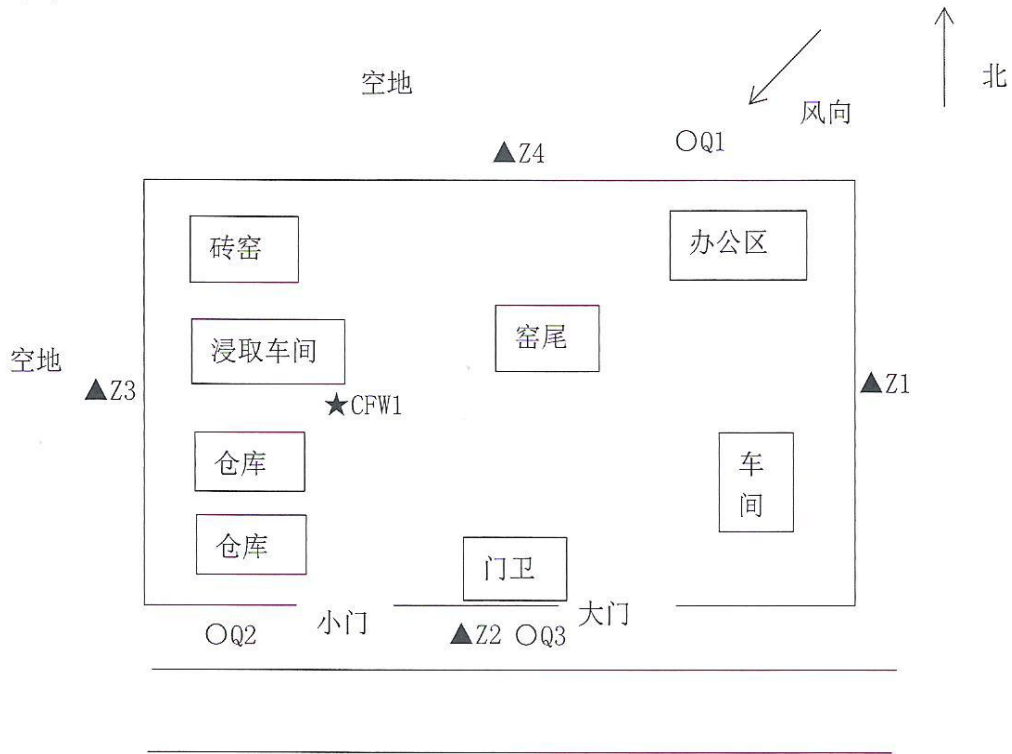 空地
北
风向
○Q1
▲Z4
砖窑
办公区
窑尾
浸取车间
空地
▲Z3
▲Z1
★CFW1
仓库
车
间
仓库
门卫
小门
大门
○Q2
▲Z2 ○Q3